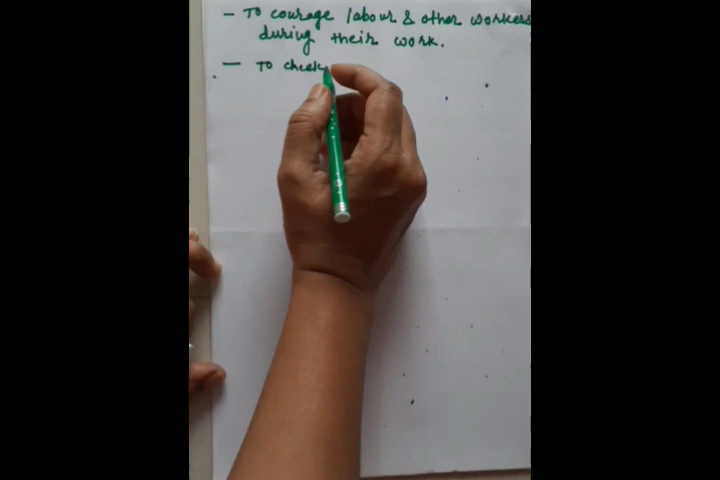 - To courage labour & other workers
during their work.
- To check